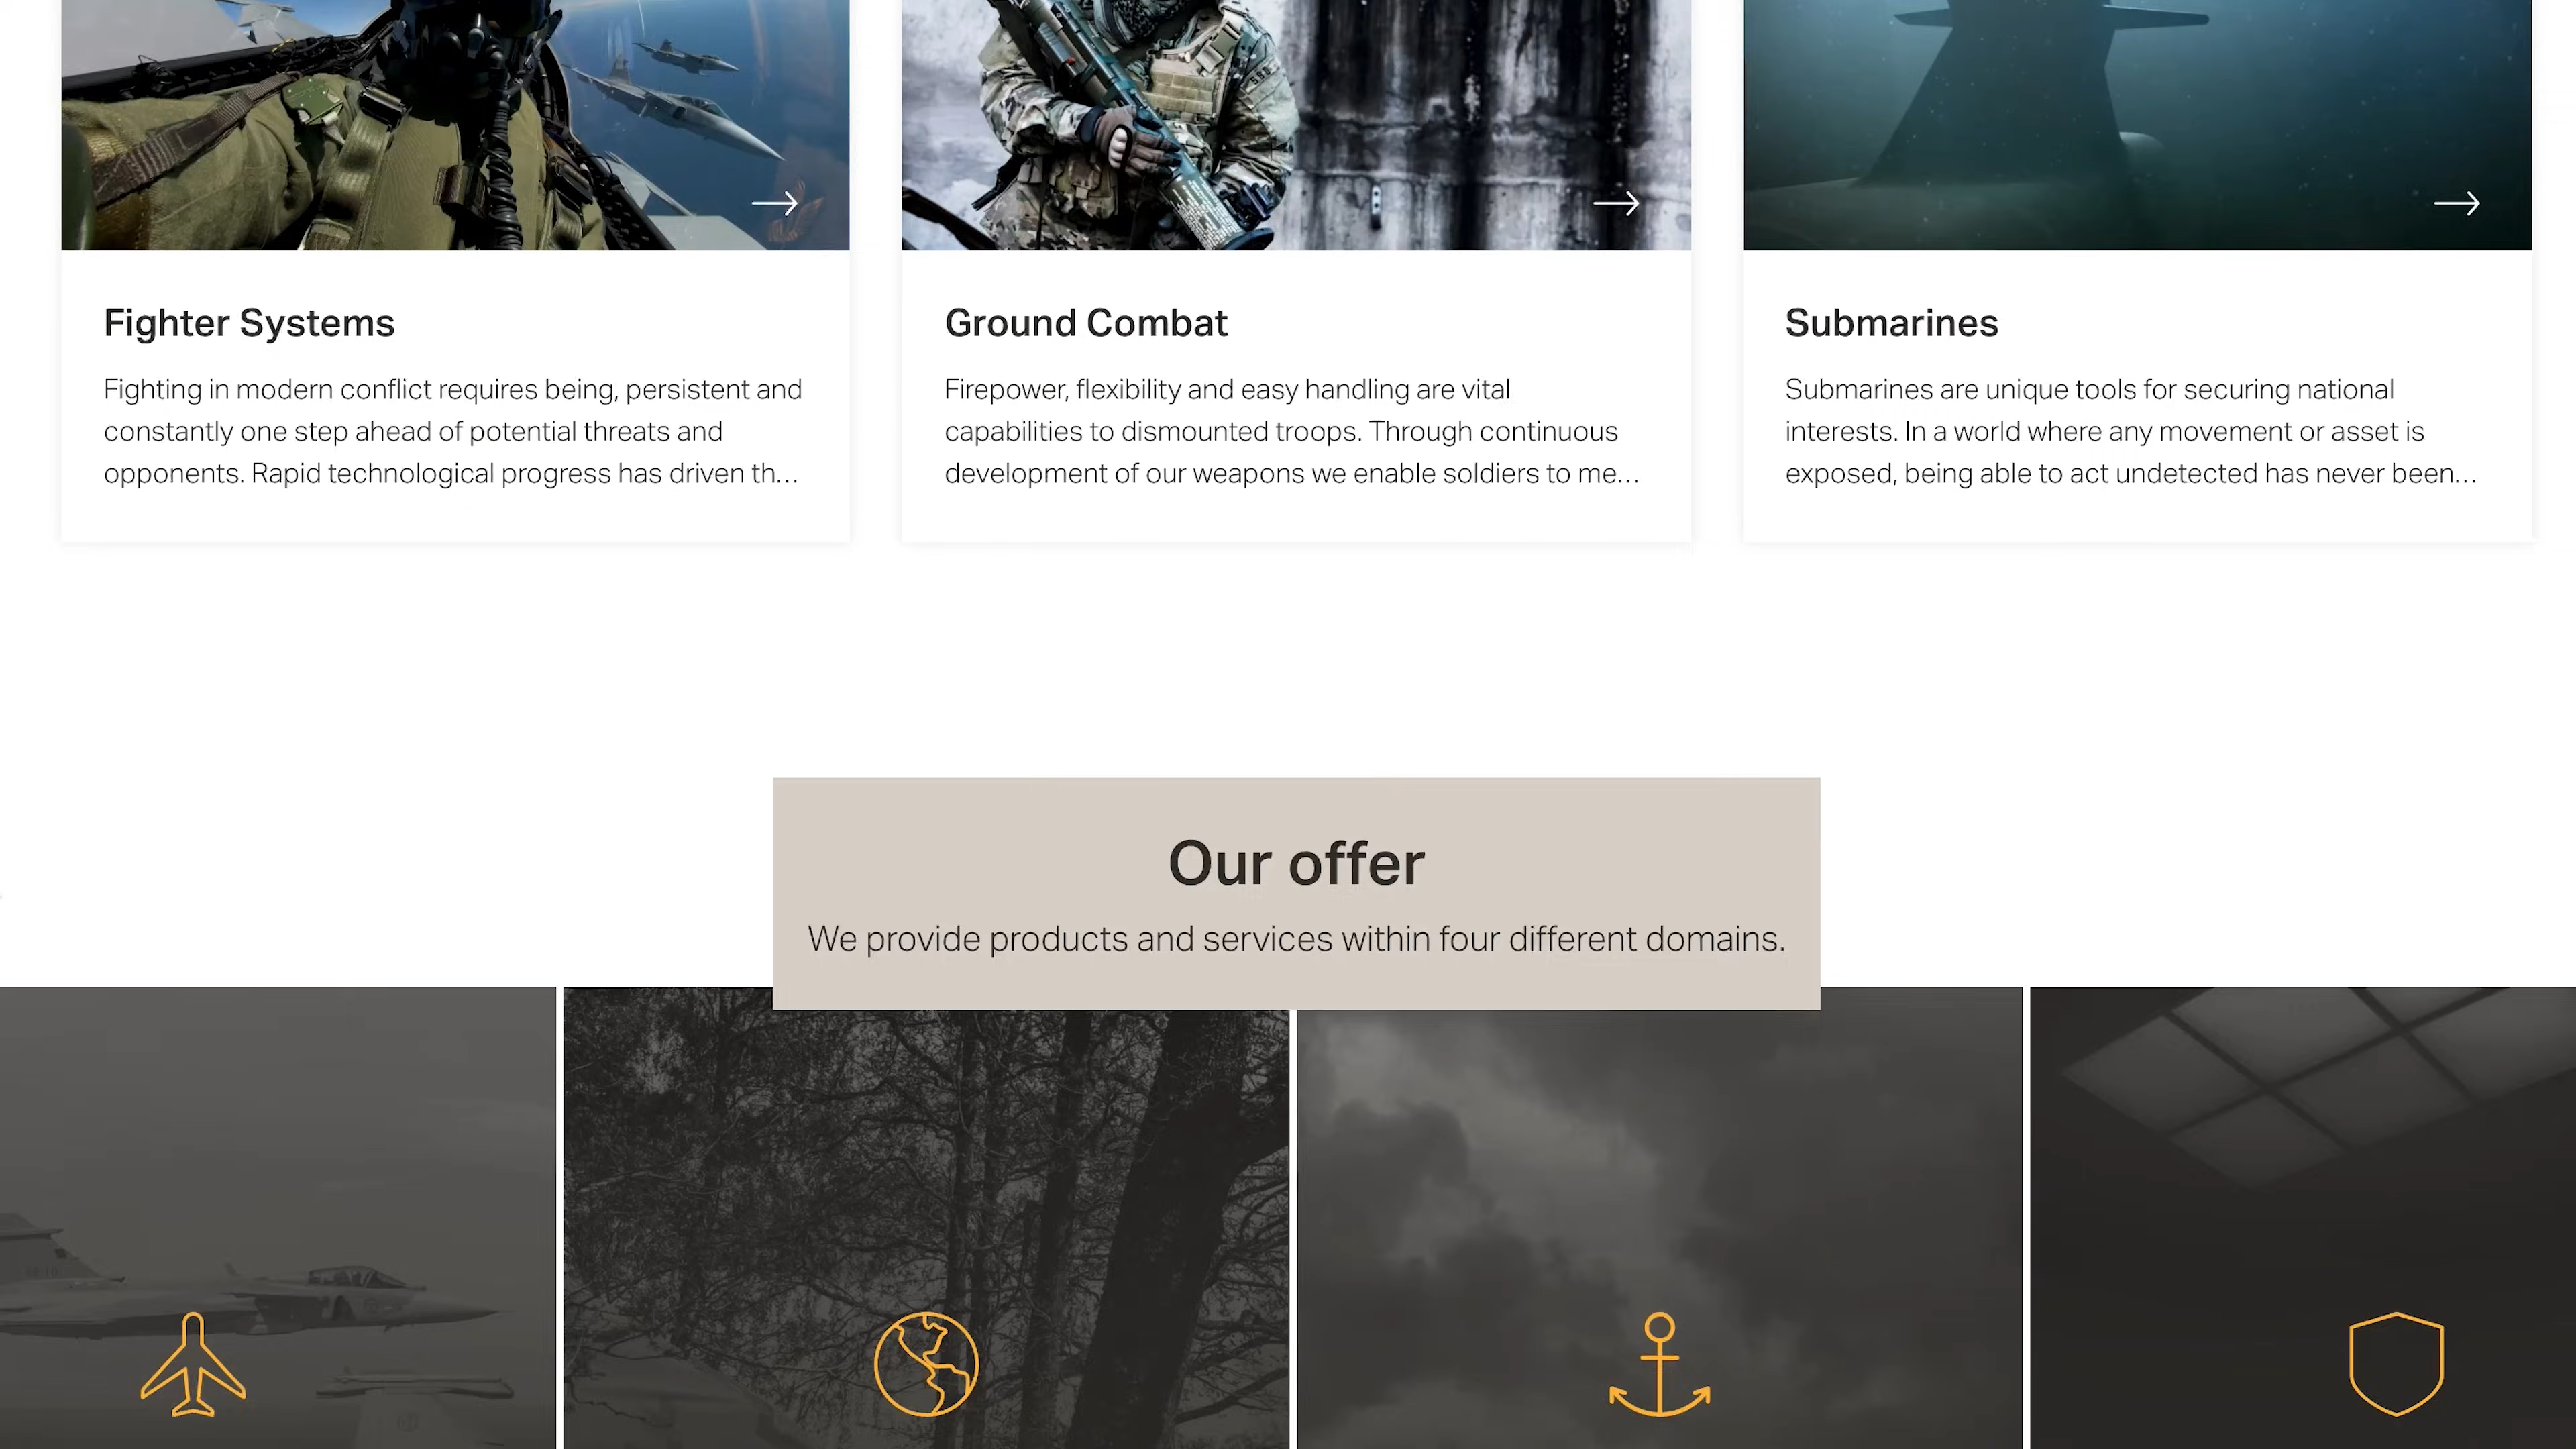 Fighter Systems
Fighting in modern conflict requires being, persistent and
constantly one step ahead of potential threats and
opponents. Rapid technological progress has driven th...
Ground Combat
Firepower, flexibility and easy handling are vital
capabilities to dismounted troops. Through continuous
development of our weapons we enable soldiers to me...
Submarines
Submarines are unique tools for securing national
interests. In a world where any movement or asset is
exposed, being able to act undetected has never been...
Our offer
We provide products and services within four different domains.